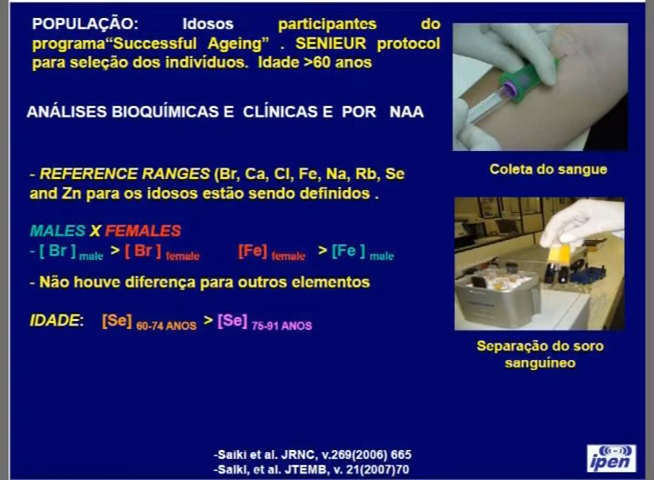 POPULAÇÃO: Idosos participantes do
programa“Successful Ageing” . SENIEUR protocol
para seleção dos indivíduos. Idade >60 anos
ANÁLISES BIOQUÍMICAS E CLÍNICAS E POR NAA
- REFERENCE RANGES (Br, Ca, Cl, Fe, Na, Rb, Se
and Zn para os idosos estão sendo definidos .
MALES X FEMALES
- [ Br ] male > [ Br ] female [Fe] female > [Fe ] male
- Não houve diferença para outros elementos
IDADE: [Se] 60-74 ANOS > [Se] 75-91 ANOS
Coleta do sangue
Separação do soro
sanguíneo
-Saiki et al. JRNC, v.269(2006) 665
-Saiki, et al. JTEMB, v. 21(2007)70
ipen